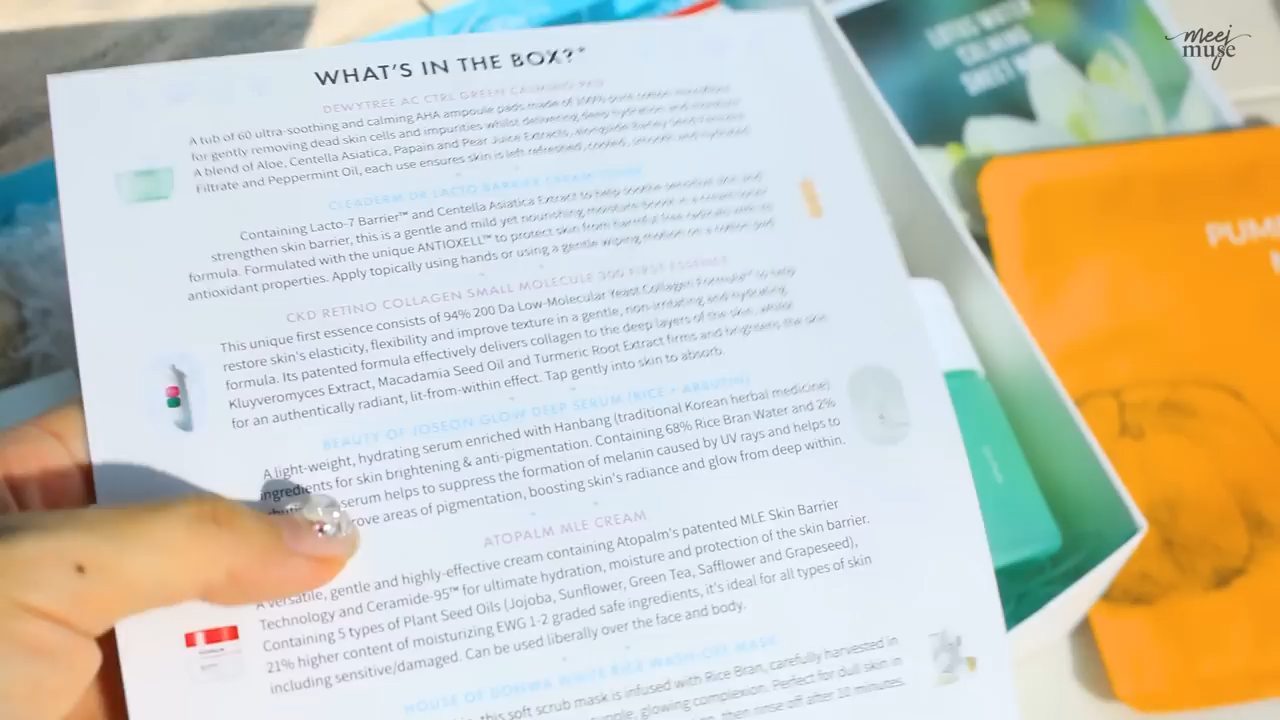 meej
muse
LOTUS WATER
CALMING
SHEET
PUM
WHAT'S IN THE BOX?*
DEWYTREE AC CTRL GREEN CALMING PAD
A tub of 60 ultra-soothing and calming AHA ampoule pads made of 100% pure cotton
for gently removing dead skin cells and impurities whilst delivering deep hydration and
A blend of Aloe, Centella Asiatica, Papain and Pear Juice Extracts, alongside Barley Seed
Filtrate and Peppermint Oil, each use ensures skin is left refreshed, cooled, smooth and
CLEADERM DR LACTO BARRIER CREAM TONER
Containing Lacto-7 Barrier™ and Centella Asiatica Extract to help soothe sensitive skin and
strengthen skin barrier, this is a gentle and mild yet nourishing moisture
formula. Formulated with the unique ANTIOXELL™ to protect skin from harmful free radicals with its
antioxidant properties. Apply topically using hands or using a gentle wiping motion on a cotton pad
CKD RETINO COLLAGEN SMALL MOLECULE 300 FIRST ESSENCE
This unique first essence consists of 94% 200 Da Low-Molecular Yeast Collagen Formula™ to help
restore skin's elasticity, flexibility and improve texture in a gentle, non-irritating and hydrating
formula. Its patented formula effectively delivers collagen to the deep layers of the skin, whilst
Kluyveromyces Extract, Macadamia Seed Oil and Turmeric Root Extract firms and brightens the skin
for an authentically radiant, lit-from-within effect. Tap gently into skin to absorb.
BEAUTY OF JOSEON GLOW DEEP SERUM (RICE + ARBUTIN)
A light-weight, hydrating serum enriched with Hanbang (traditional Korean herbal medicine)
ingredients for skin brightening & anti-pigmentation. Containing 68% Rice Bran Water and 2%
serum helps to suppress the formation of melanin caused by UV rays and helps to
areas of pigmentation, boosting skin's radiance and glow from deep within.
ATOPALM MLE CREAM
A versatile, gentle and highly-effective cream containing Atopalm's patented MLE Skin Barrier
Technology and Ceramide-95™ for ultimate hydration, moisture and protection of the skin barrier.
Containing 5 types of Plant Seed Oils (Jojoba, Sunflower, Green Tea, Safflower and Grapeseed),
21% higher content of moisturizing EWG 1-2 graded safe ingredients, it's ideal for all types of skin
including sensitive/damaged. Can be used liberally over the face and body.
HOUSE OF DOHWA WHITE RICE WASH-OFF MASK
this soft scrub mask is infused with Rice Bran, carefully harvested in
glowing complexion. Perfect for dull skin in
then rinse off after 10 minutes.